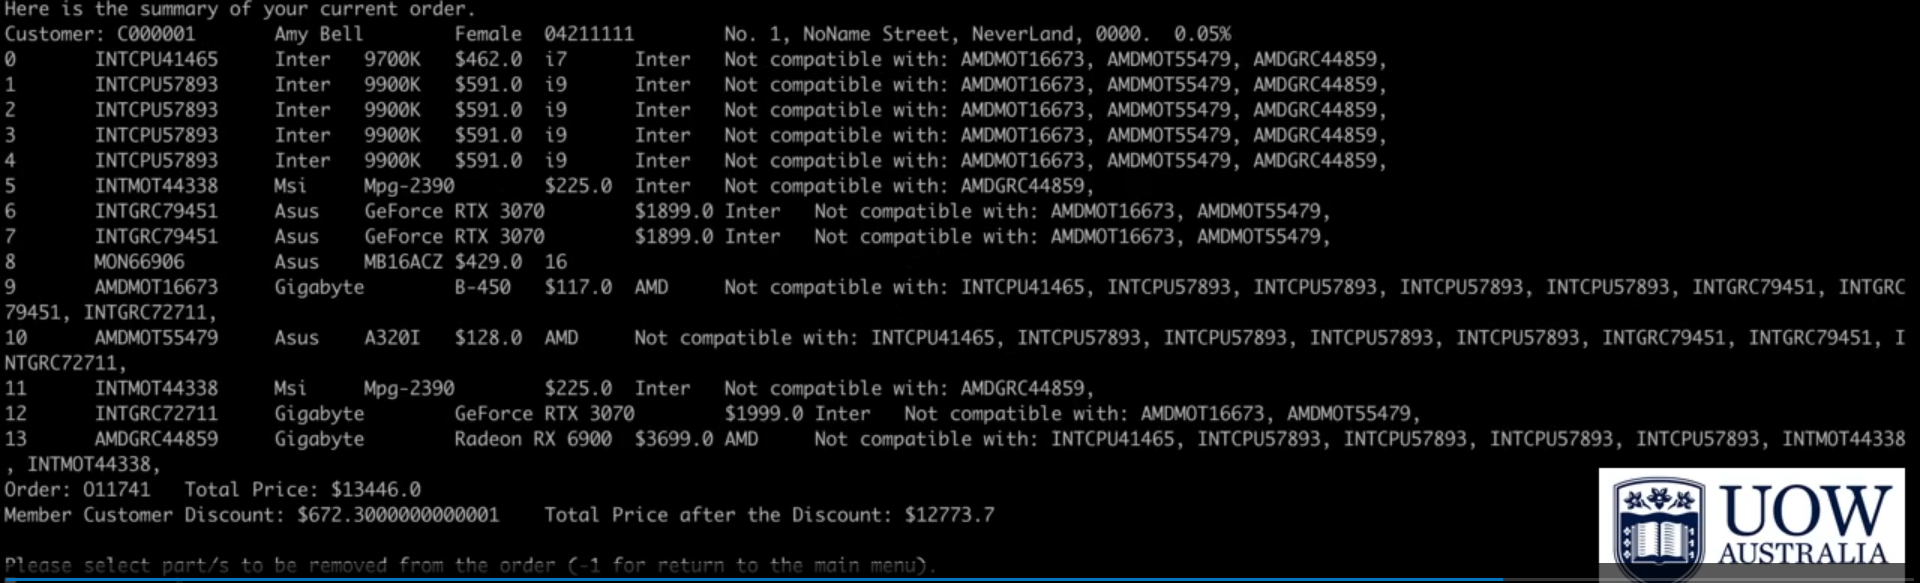 Here is the summary of your current order.
Customer: C000001 Amy Bell Female 04211111 No. 1, NoName Street, NeverLand, 0000. 0.05%
0 INTCPU41465 Inter 9700K $462.0 i7 Inter Not compatible with: AMDMOT16673, AMDMOT55479, AMDGRC44859,
1 INTCPU57893 Inter 9900K $591.0 i9 Inter Not compatible with: AMDMOT16673, AMDMOT55479, AMDGRC44859,
2 INTCPU57893 Inter 9900K $591.0 i9 Inter Not compatible with: AMDMOT16673, AMDMOT55479, AMDGRC44859,
3 INTCPU57893 Inter 9900K $591.0 i9 Inter Not compatible with: AMDMOT16673, AMDMOT55479, AMDGRC44859,
4 INTCPU57893 Inter 9900K $591.0 i9 Inter Not compatible with: AMDMOT16673, AMDMOT55479, AMDGRC44859,
5 INTMOT44338 Msi Mpg-2390 $225.0 Inter Not compatible with: AMDGRC44859,
6 INTGRC79451 Asus GeForce RTX 3070 $1899.0 Inter Not compatible with: AMDMOT16673, AMDMOT55479,
7 INTGRC79451 Asus GeForce RTX 3070 $1899.0 Inter Not compatible with: AMDMOT16673, AMDMOT55479,
8 MON66906 Asus MB16ACZ $429.0 16
9 AMDMOT16673 Gigabyte B-450 $117.0 AMD Not compatible with: INTCPU41465, INTCPU57893, INTCPU57893, INTCPU57893, INTCPU57893, INTGRC79451, INTGRC
79451, INTGRC72711,
10 AMDMOT55479 Asus A320I $128.0 AMD Not compatible with: INTCPU41465, INTCPU57893, INTCPU57893, INTCPU57893, INTCPU57893, INTGRC79451, INTGRC79451, I
NTGRC72711,
11 INTMOT44338 Msi Mpg-2390 $225.0 Inter Not compatible with: AMDGRC44859,
12 INTGRC72711 Gigabyte GeForce RTX 3070 $1999.0 Inter Not compatible with: AMDMOT16673, AMDMOT55479,
13 AMDGRC44859 Gigabyte Radeon RX 6900 $3699.0 AMD Not compatible with: INTCPU41465, INTCPU57893, INTCPU57893, INTCPU57893, INTCPU57893, INTMOT44338
, INTMOT44338,
Order: O11741 Total Price: $13446.0
Member Customer Discount: $672.3000000000001 Total Price after the Discount: $12773.7
Please select part/s to be removed from the order (-1 for return to the main menu).
UOW
AUSTRALIA